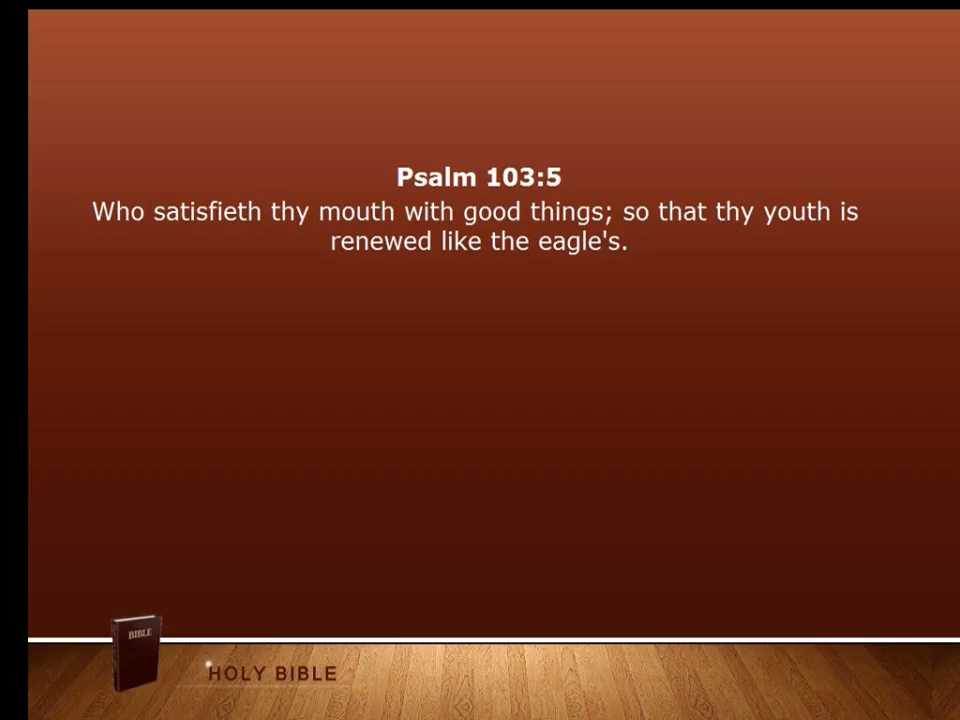 Psalm 103:5
Who satisfieth thy mouth with good things; so that thy youth is
renewed like the eagle's.
BIBLE
HOLY BIBLE